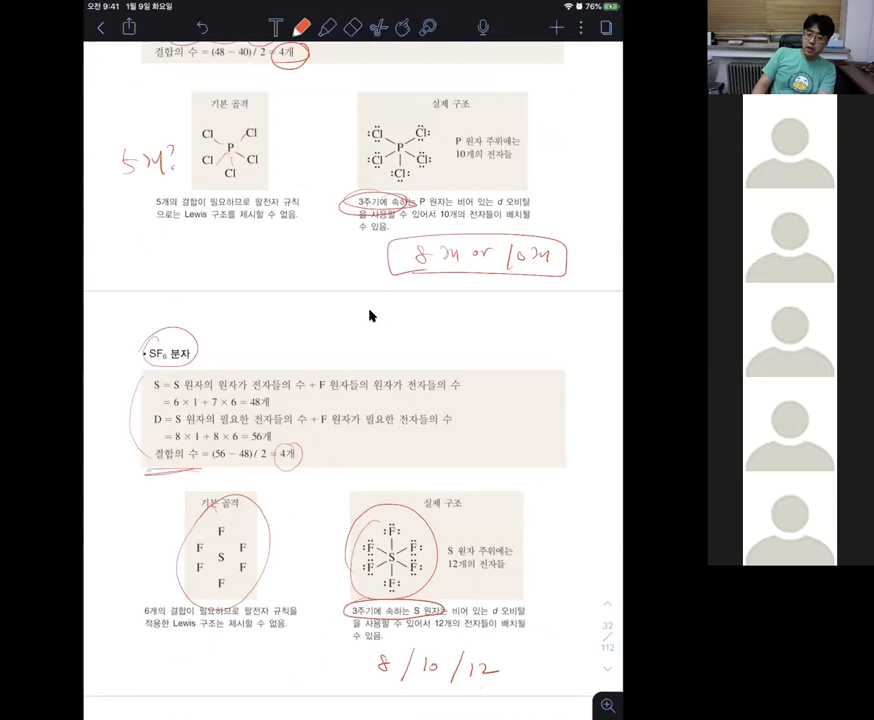 오전 9:41 1월 9일 화요일
76%
결합의 수 = (48 − 40)/ 2 = 4개
기본 골격
실제 구조
Cl Cl
P
Cl Cl
Cl
:Cl Cl:
P
:Cl Cl:
:Cl:
P 원자 주위에는
10개의 전자들
5개?
5개의 결합이 필요하므로 팔전자 규칙
으로는 Lewis 구조를 제시할 수 없음.
3주기에 속하는 P 원자는 비어 있는 d 오비탈
을 사용할 수 있어서 10개의 전자들이 배치될
수 있음.
8개 or 10개
• SF₆ 분자
S = S 원자의 원자가 전자들의 수 + F 원자들의 원자가 전자들의 수
= 6 × 1 + 7 × 6 = 48개
D = S 원자의 필요한 전자들의 수 + F 원자가 필요한 전자들의 수
= 8 × 1 + 8 × 6 = 56개
결합의 수 = (56 − 48)/ 2 = 4개
기본 골격
실제 구조
F
F F
S
F F
F
:F:
:F F:
S
:F F:
:F:
S 원자 주위에는
12개의 전자들
6개의 결합이 필요하므로 팔전자 규칙을
적용한 Lewis 구조는 제시할 수 없음.
3주기에 속하는 S 원자는 비어 있는 d 오비탈
을 사용할 수 있어서 12개의 전자들이 배치될
수 있음.
8 / 10 / 12
32
/
112